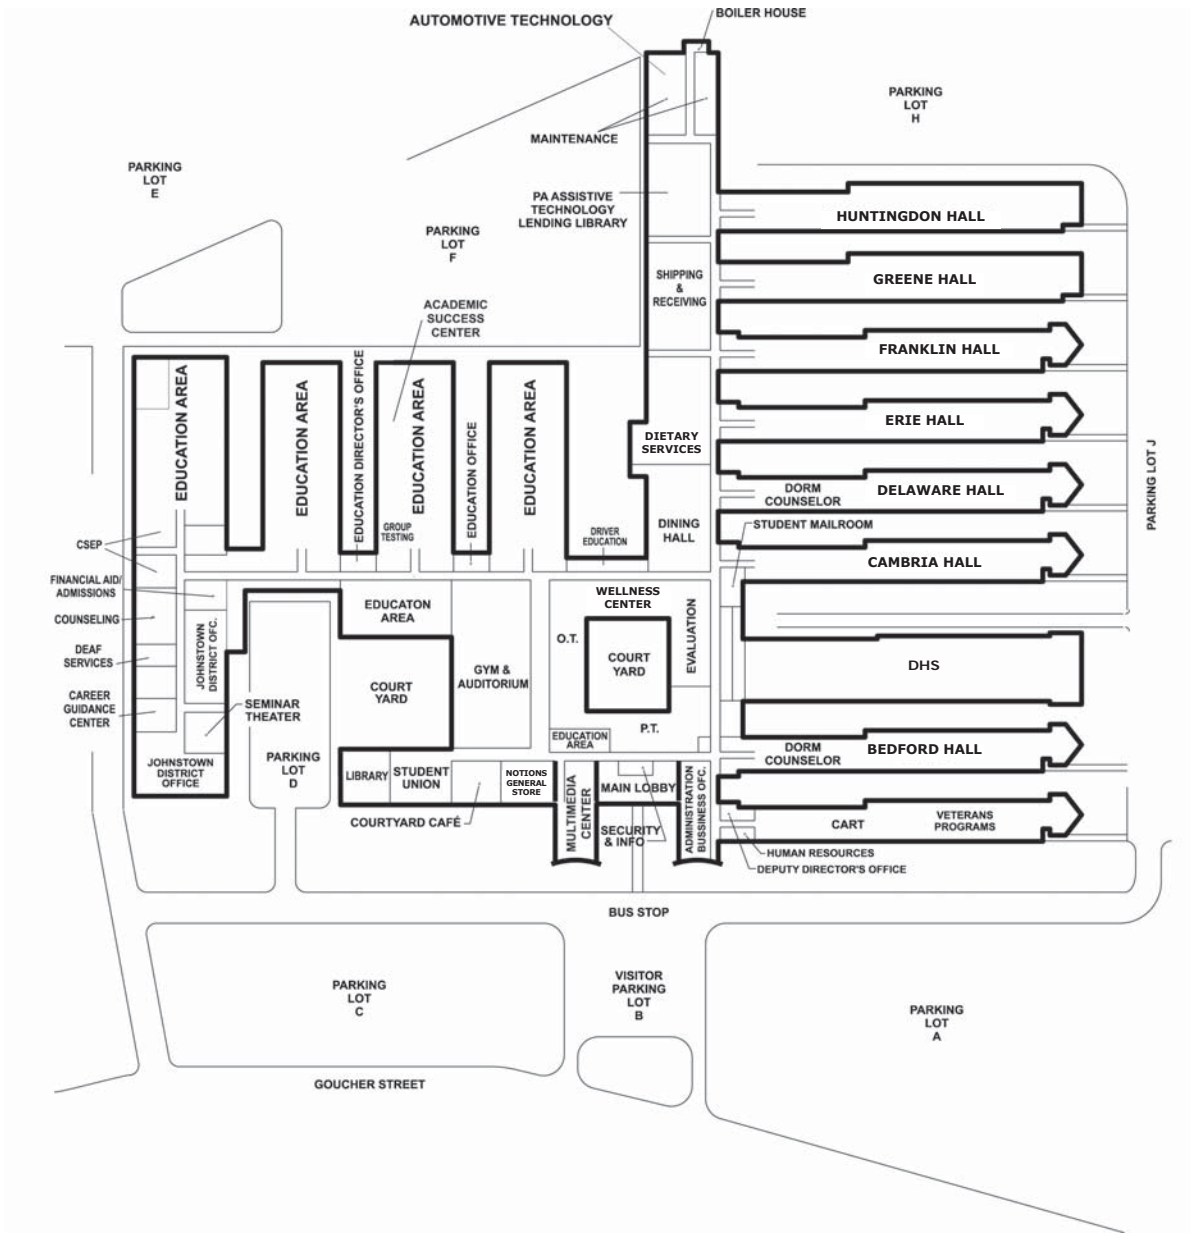 AUTOMOTIVE TECHNOLOGY
BOILER HOUSE
PARKING
LOT
H
MAINTENANCE
PARKING
LOT
E
PA ASSISTIVE
TECHNOLOGY
LENDING LIBRARY
HUNTINGDON HALL
PARKING
LOT
F
SHIPPING
&
RECEIVING
GREENE HALL
ACADEMIC
SUCCESS
CENTER
FRANKLIN HALL
EDUCATION AREA
EDUCATION AREA
EDUCATION DIRECTOR'S OFFICE
EDUCATION AREA
EDUCATION OFFICE
EDUCATION AREA
DIETARY
SERVICES
ERIE HALL
PARKING LOT J
DORM
COUNSELOR
DELAWARE HALL
GROUP
TESTING
DRIVER
EDUCATION
DINING
HALL
STUDENT MAILROOM
CSEP
CAMBRIA HALL
FINANCIAL AID/
ADMISSIONS
EDUCATON
AREA
WELLNESS
CENTER
COUNSELING
JOHNSTOWN
DISTRICT OFC.
O.T.
EVALUATION
DEAF
SERVICES
COURT
YARD
GYM &
AUDITORIUM
COURT
YARD
DHS
CAREER
GUIDANCE
CENTER
SEMINAR
THEATER
P.T.
EDUCATION
AREA
PARKING
LOT
D
DORM
COUNSELOR
BEDFORD HALL
JOHNSTOWN
DISTRICT
OFFICE
LIBRARY
STUDENT
UNION
NOTIONS
GENERAL
STORE
MULTIMEDIA
CENTER
MAIN LOBBY
ADMINISTRATION
BUSSINESS OFC.
COURTYARD CAFÉ
SECURITY
& INFO
CART
VETERANS
PROGRAMS
HUMAN RESOURCES
DEPUTY DIRECTOR'S OFFICE
BUS STOP
PARKING
LOT
C
VISITOR
PARKING
LOT
B
PARKING
LOT
A
GOUCHER STREET